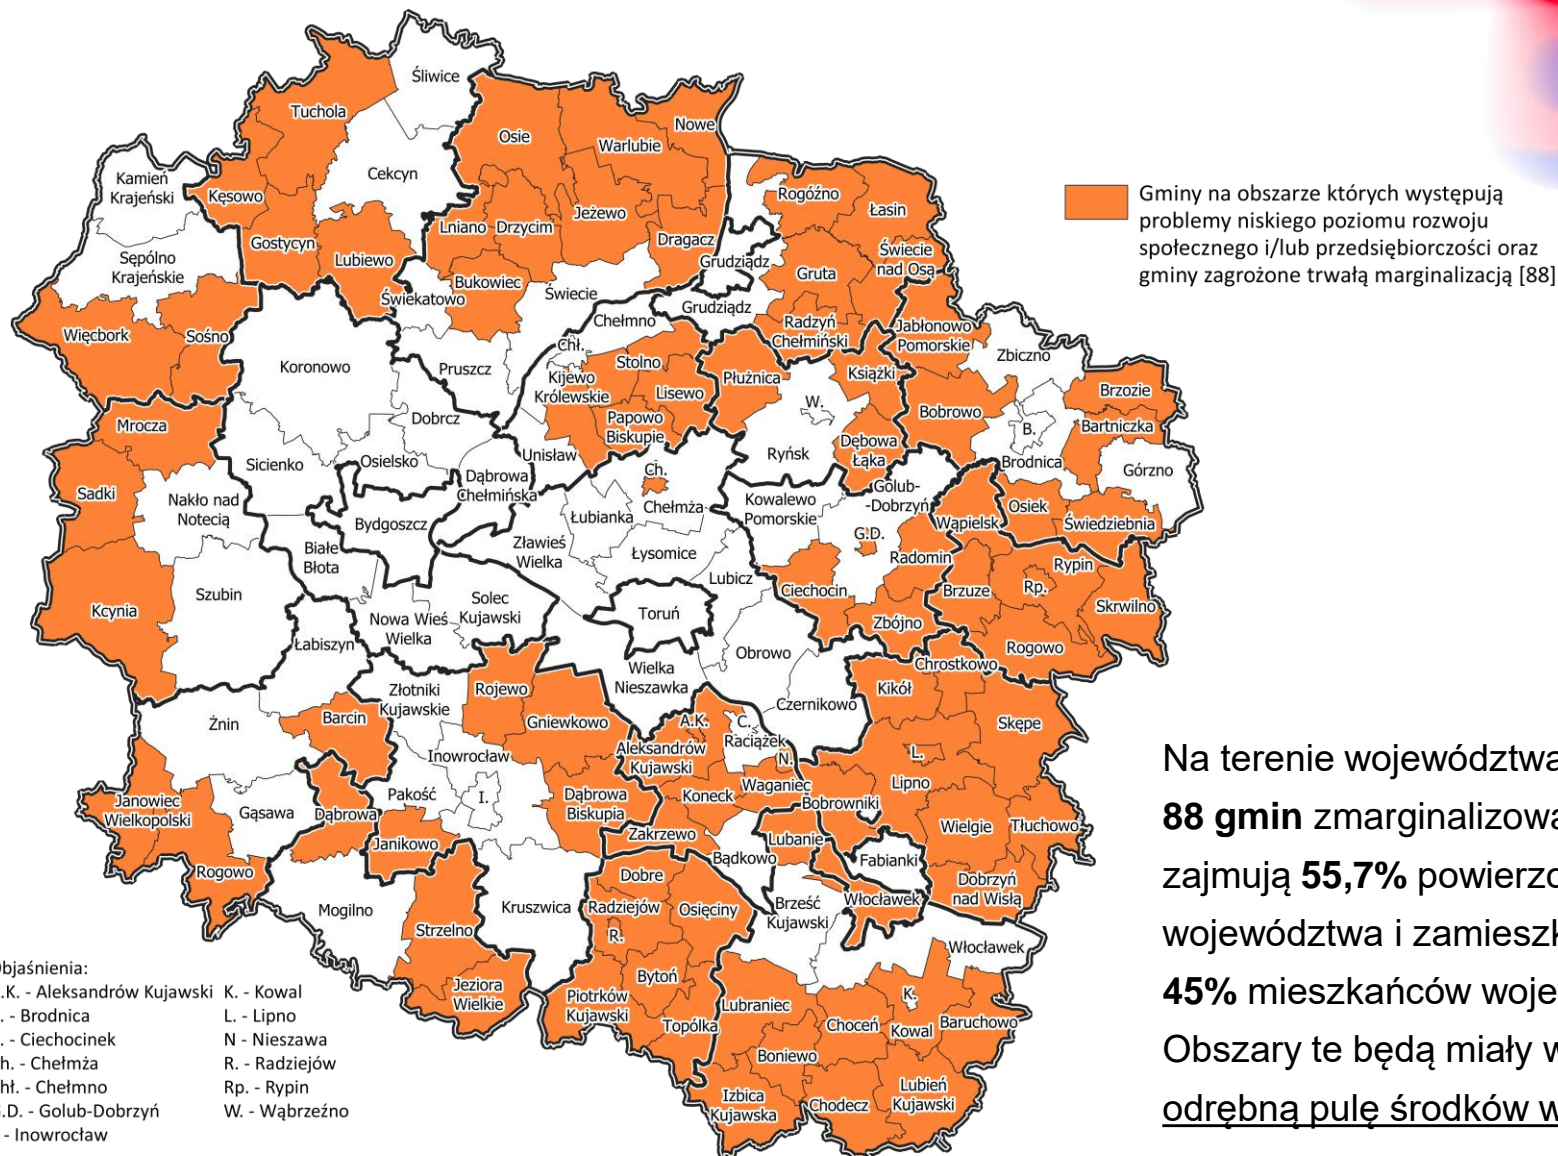 Śliwice
Tuchola
Osie
Nowe
Warlubie
Cekcyn
Kamień
Krajeński
Kęsowo
Rogóźno
Łasin
Jeżewo
Lniano
Drzycim
Gostycyn
Dragacz
Świecie
nad Osą
Sępólno
Krajeńskie
Lubiewo
Grudziądz
Gruta
Bukowiec
Świecie
Świekatowo
Grudziądz
Chełmno
Radzyń
Chełmiński
Jabłonowo
Pomorskie
Więcbork
Sośno
Chł.
Zbiczno
Koronowo
Pruszcz
Stolno
Płużnica
Książki
Kijewo
Królewskie
Lisewo
Brzozie
W.
Bobrowo
Dobrcz
Papowo
Biskupie
Bartniczka
Mrocza
B.
Dębowa
Łąka
Ryńsk
Unisław
Sicienko
Osielsko
Brodnica
Górzno
Dąbrowa
Chełmińska
Ch.
Sadki
Nakło nad
Notecią
Chełmża
Golub-
-Dobrzyń
Kowalewo
Pomorskie
Osiek
Łubianka
Bydgoszcz
Wąpielsk
Świedziebnia
G.D.
Zławieś
Wielka
Łysomice
Białe
Błota
Radomin
Rypin
Lubicz
Ciechocin
Brzuze
Rp.
Szubin
Solec
Kujawski
Skrwilno
Kcynia
Toruń
Nowa Wieś
Wielka
Zbójno
Łabiszyn
Rogowo
Obrowo
Chrostkowo
Wielka
Nieszawka
Złotniki
Kujawskie
Rojewo
Kikół
Czernikowo
Żnin
Barcin
Gniewkowo
A.K.
C.
Skępe
Raciążek
Aleksandrów
Kujawski
Inowrocław
N.
L.
Waganiec
Lipno
Koneck
Pakość
I.
Dąbrowa
Biskupia
Bobrowniki
Janowiec
Wielkopolski
Gąsawa
Dąbrowa
Zakrzewo
Wielgie
Tłuchowo
Lubanie
Janikowo
Bądkowo
Fabianki
Rogowo
Dobre
Dobrzyń
nad Wisłą
Mogilno
Kruszwica
Radziejów
Osięciny
Brześć
Kujawski
Włocławek
Strzelno
R.
Włocławek
Bytoń
Jeziora
Wielkie
Piotrków
Kujawski
Lubraniec
K.
Topólka
Choceń
Kowal
Baruchowo
Boniewo
Izbica
Kujawska
Chodecz
Lubień
Kujawski
Gminy na obszarze których występują
problemy niskiego poziomu rozwoju
społecznego i/lub przedsiębiorczości oraz
gminy zagrożone trwałą marginalizacją [88]
Na terenie województwa
88 gmin zmarginalizowa
zajmują 55,7% powierzc
województwa i zamieszk
45% mieszkańców woje
Obszary te będą miały w
odrębną pulę środków w
bjaśnienia:
.K. - Aleksandrów Kujawski K. - Kowal
. - Brodnica L. - Lipno
. - Ciechocinek N - Nieszawa
h. - Chełmża R. - Radziejów
hł. - Chełmno Rp. - Rypin
G.D. - Golub-Dobrzyń W. - Wąbrzeźno
- Inowrocław